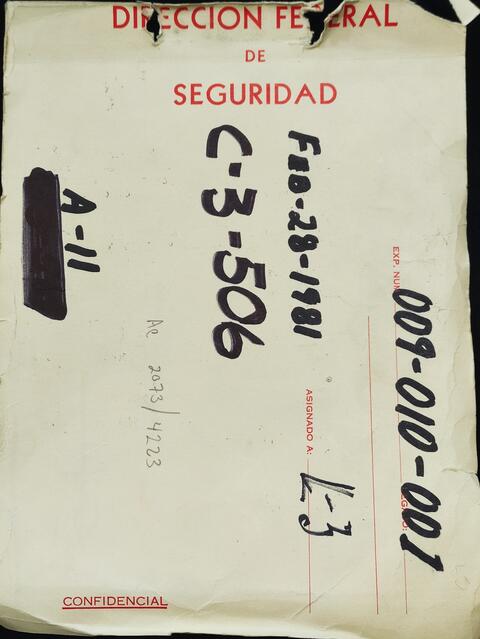 DIRECCION FEDERAL
DE
SEGURIDAD
EXP. NUM
009-010-001
ASIGNADO A:
L-3
28-1981
C-3-506
A-11
2073/4223
CONFIDENCIAL